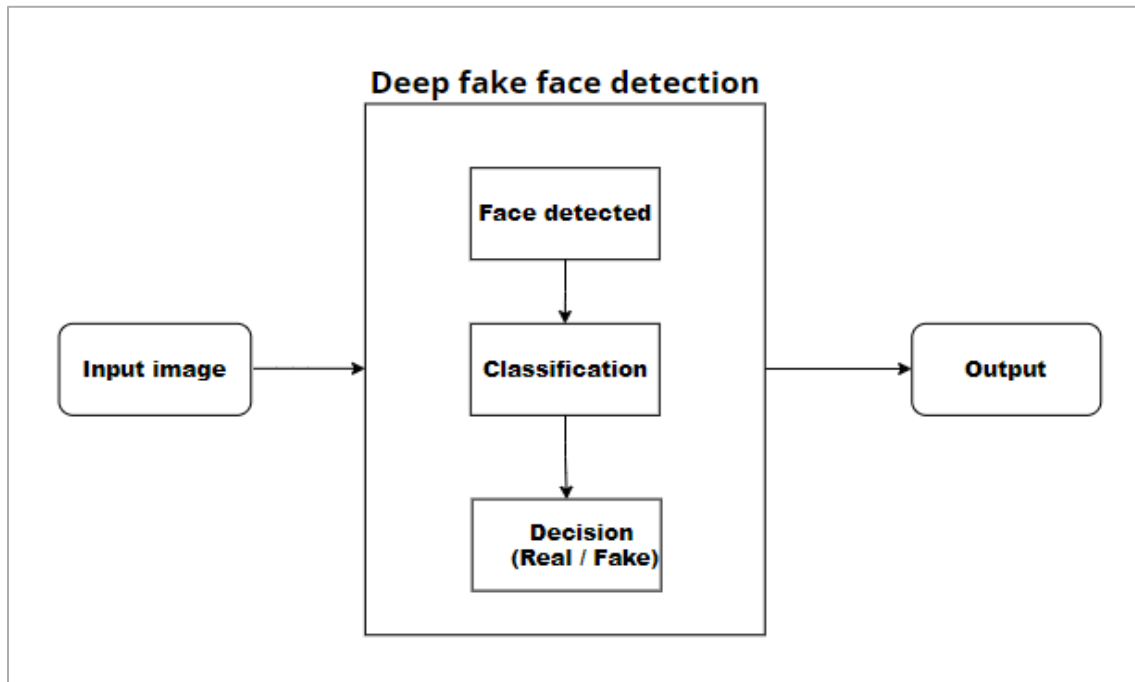 Deep fake face detection
Face detected
Input image
Classification
Output
Decision
(Real / Fake)